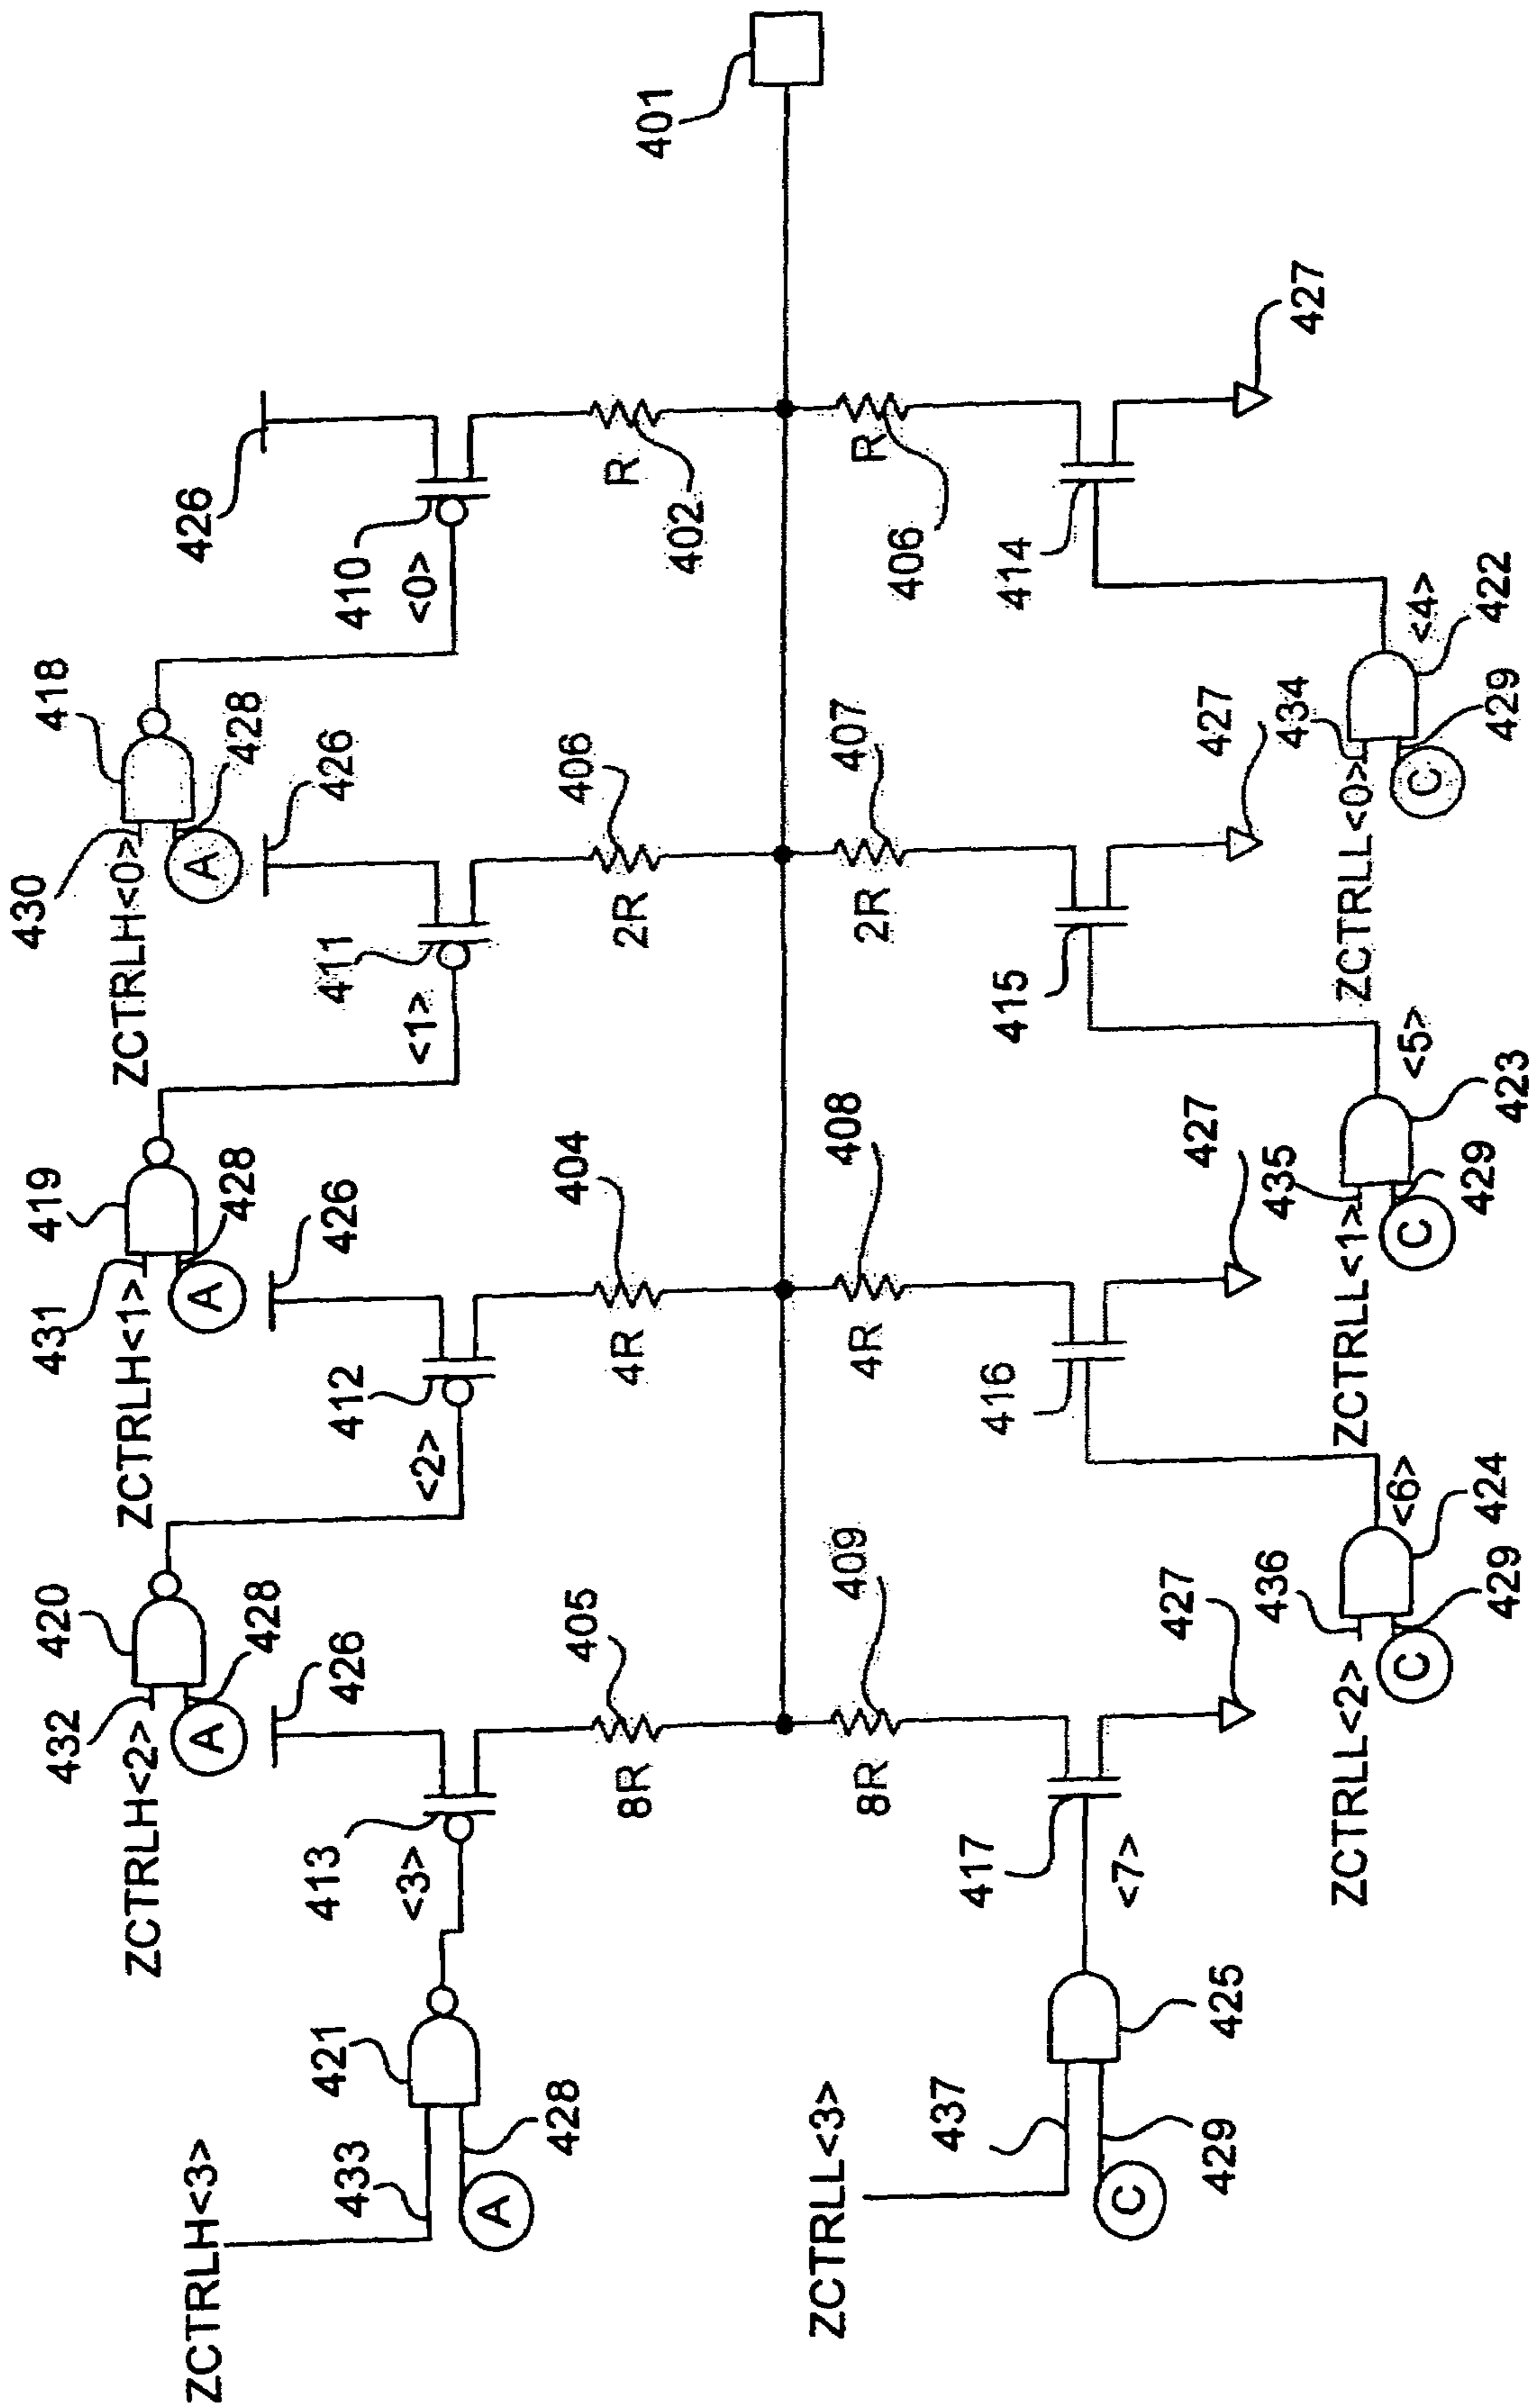 432
420
431
419
430
418
ZCTRLH<2>
ZCTRLH<1>
ZCTRLH<0>
ZCTRLH<3>
A
428
A
428
A
428
426
433
421
413
426
412
426
411
426
410
<3>
<2>
<1>
<0>
A
428
8R
405
4R
404
2R
406
R
402
401
8R
409
4R
408
2R
407
R
406
ZCTRLL<3>
437
417
416
415
414
<7>
C
429
425
427
427
427
427
436
435
434
ZCTRLL<2>
ZCTRLL<1>
ZCTRLL<0>
<6>
<5>
<4>
C
429
424
C
429
423
C
429
422